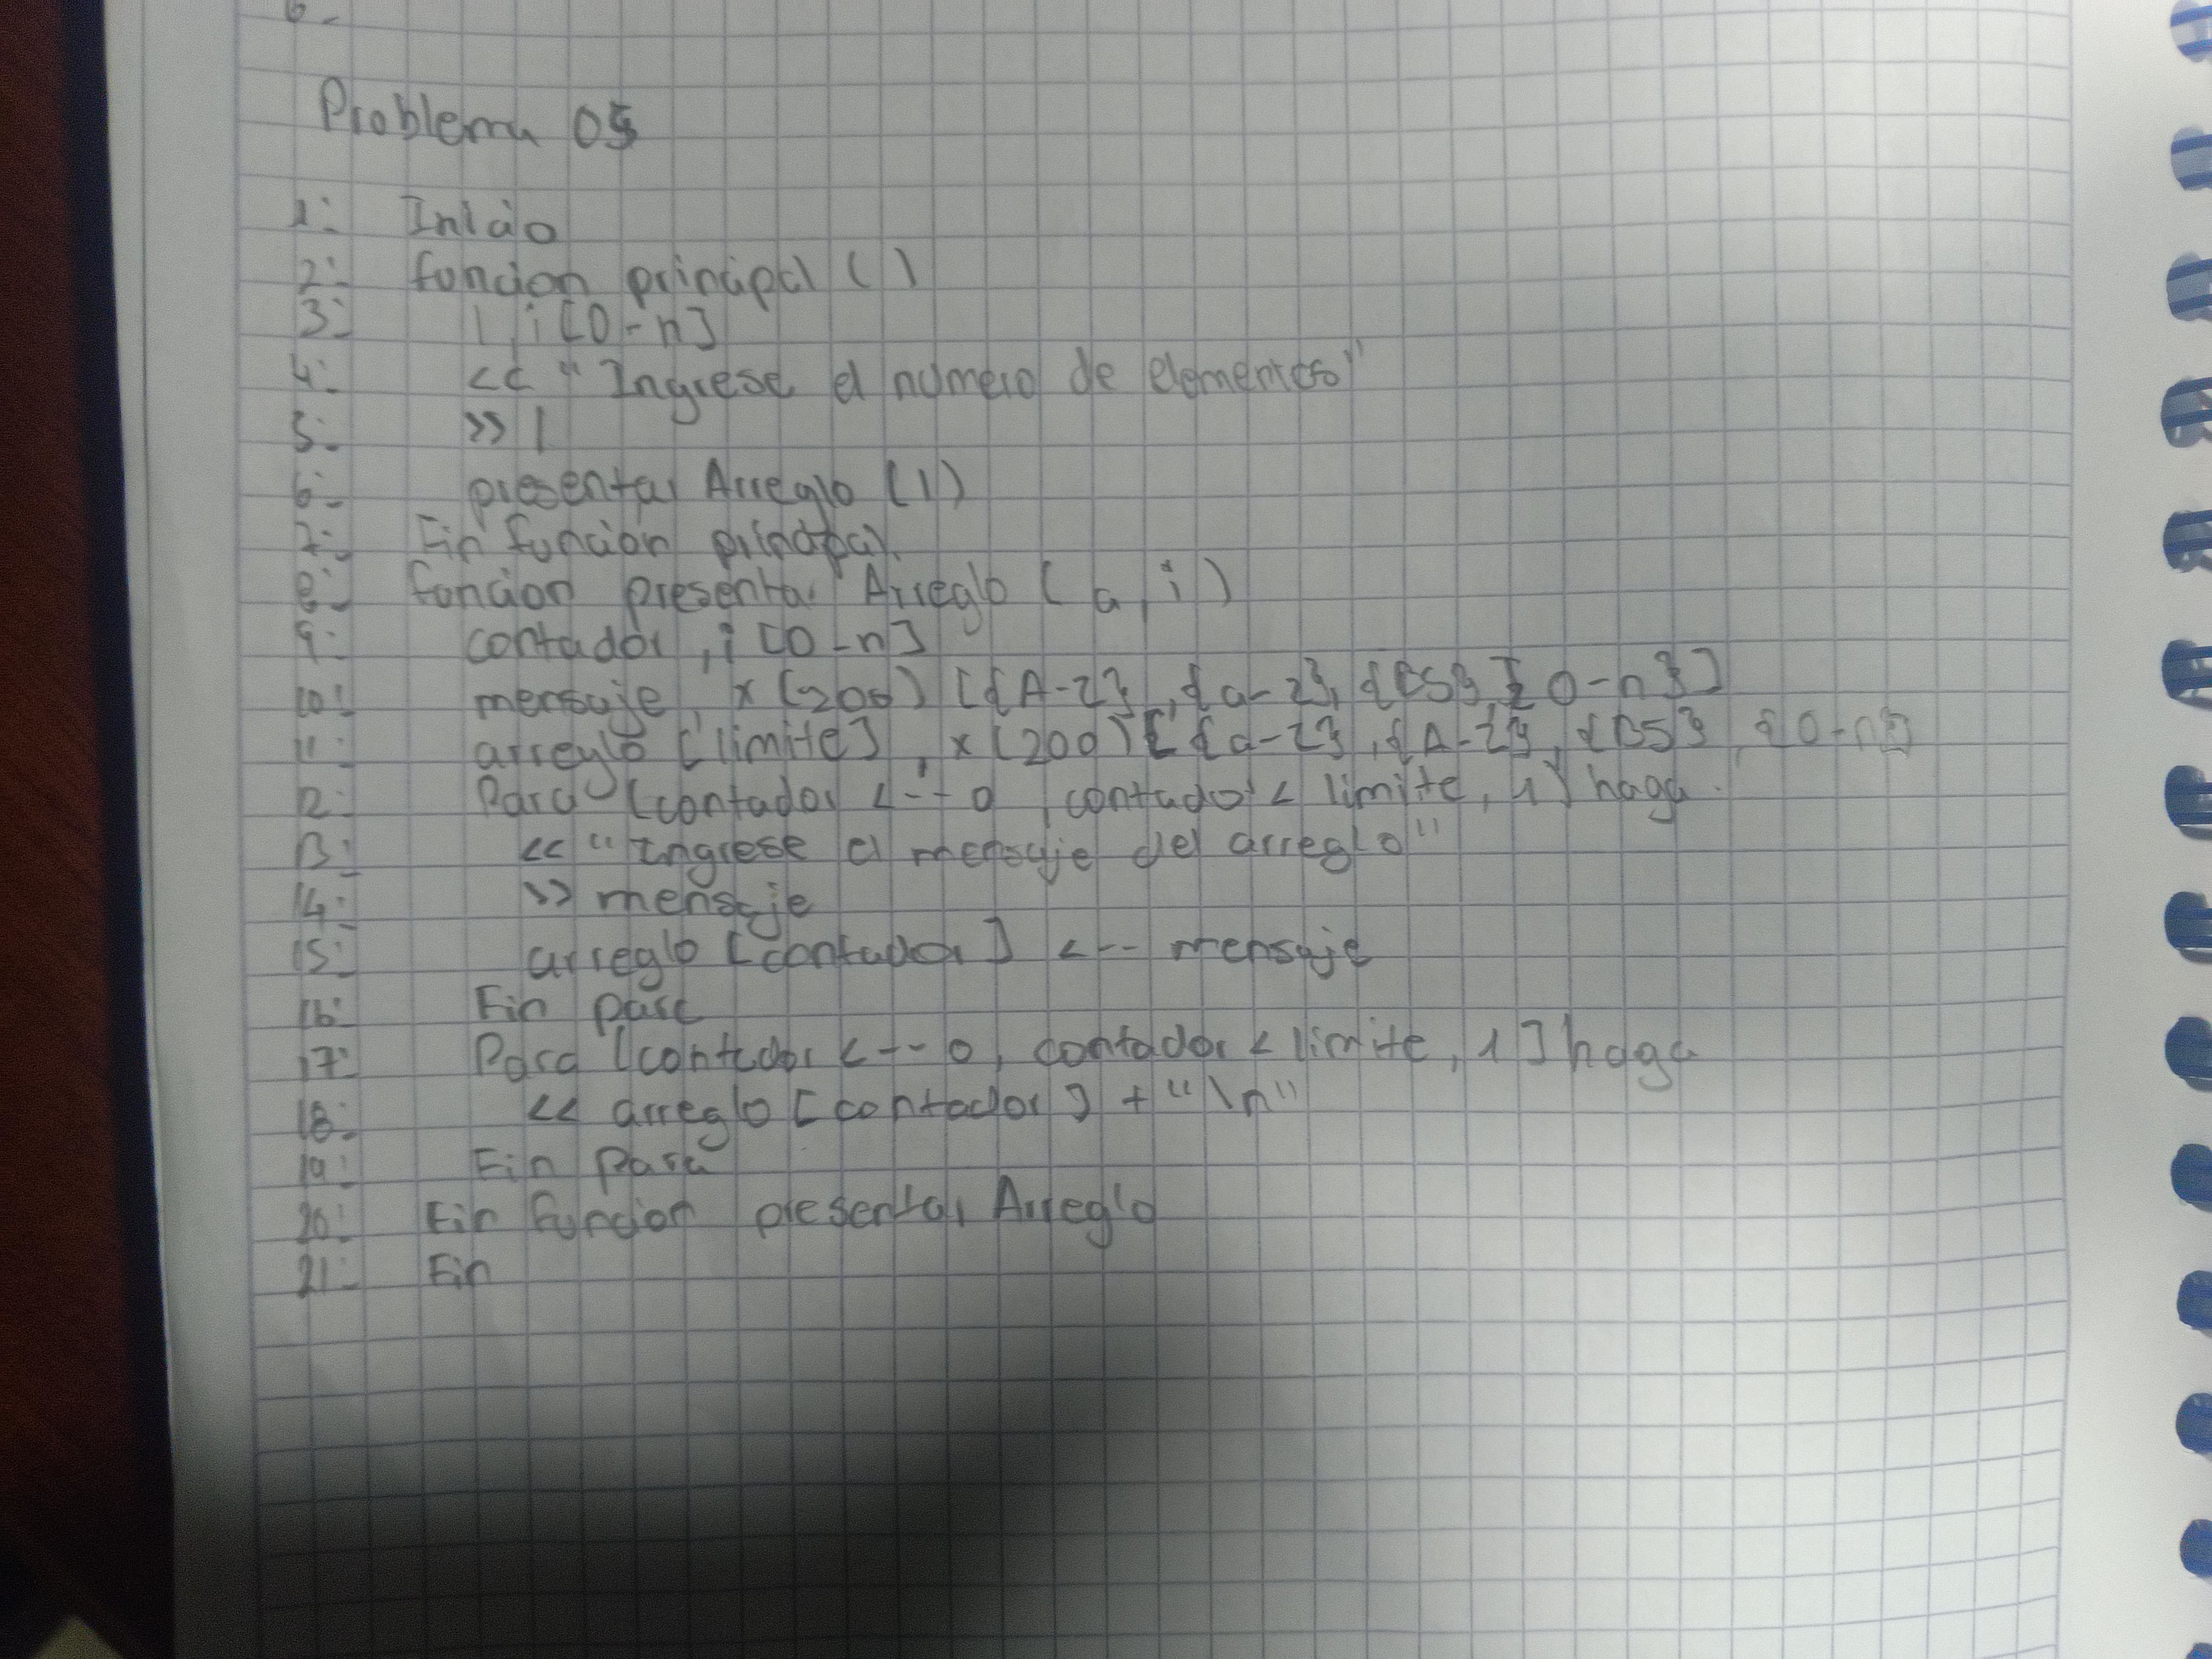 6-
Problema 05
1: Inicio
2: funcion principal ( )
3: l, i [0-n]
4: << "Ingrese el numero de elementos"
5: >> l
6: presentar Arreglo (l)
7: Fin funcion principal.
8: funcion presentar Arreglo ( a, i )
9: contador, i [0-n]
10: mensaje, x (200) [{A-Z}, {a-z}, {BS}, {0-n}]
11: arreglo [limite], x (200) [{a-z}, {A-Z}, {BS}, {0-n}]
12: Para [contador <-- 0, contador < limite, 1] haga.
13: << "Ingrese el mensaje del arreglo"
14: >> mensaje
15: arreglo [contador] <-- mensaje
16: Fin para
17: Para [contador <-- 0, contador < limite, 1] haga
18: << arreglo [contador] + "\n"
19: Fin para
20: Fin funcion presentar Arreglo
21: Fin